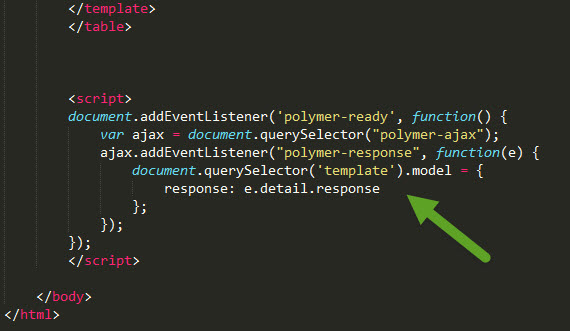 </template>
</table>
<script>
document.addEventListener('polymer-ready', function() {
var ajax = document.querySelector("polymer-ajax");
ajax.addEventListener("polymer-response", function(e) {
document.querySelector('template').model = {
response: e.detail.response
};
});
});
</script>
</body>
</html>